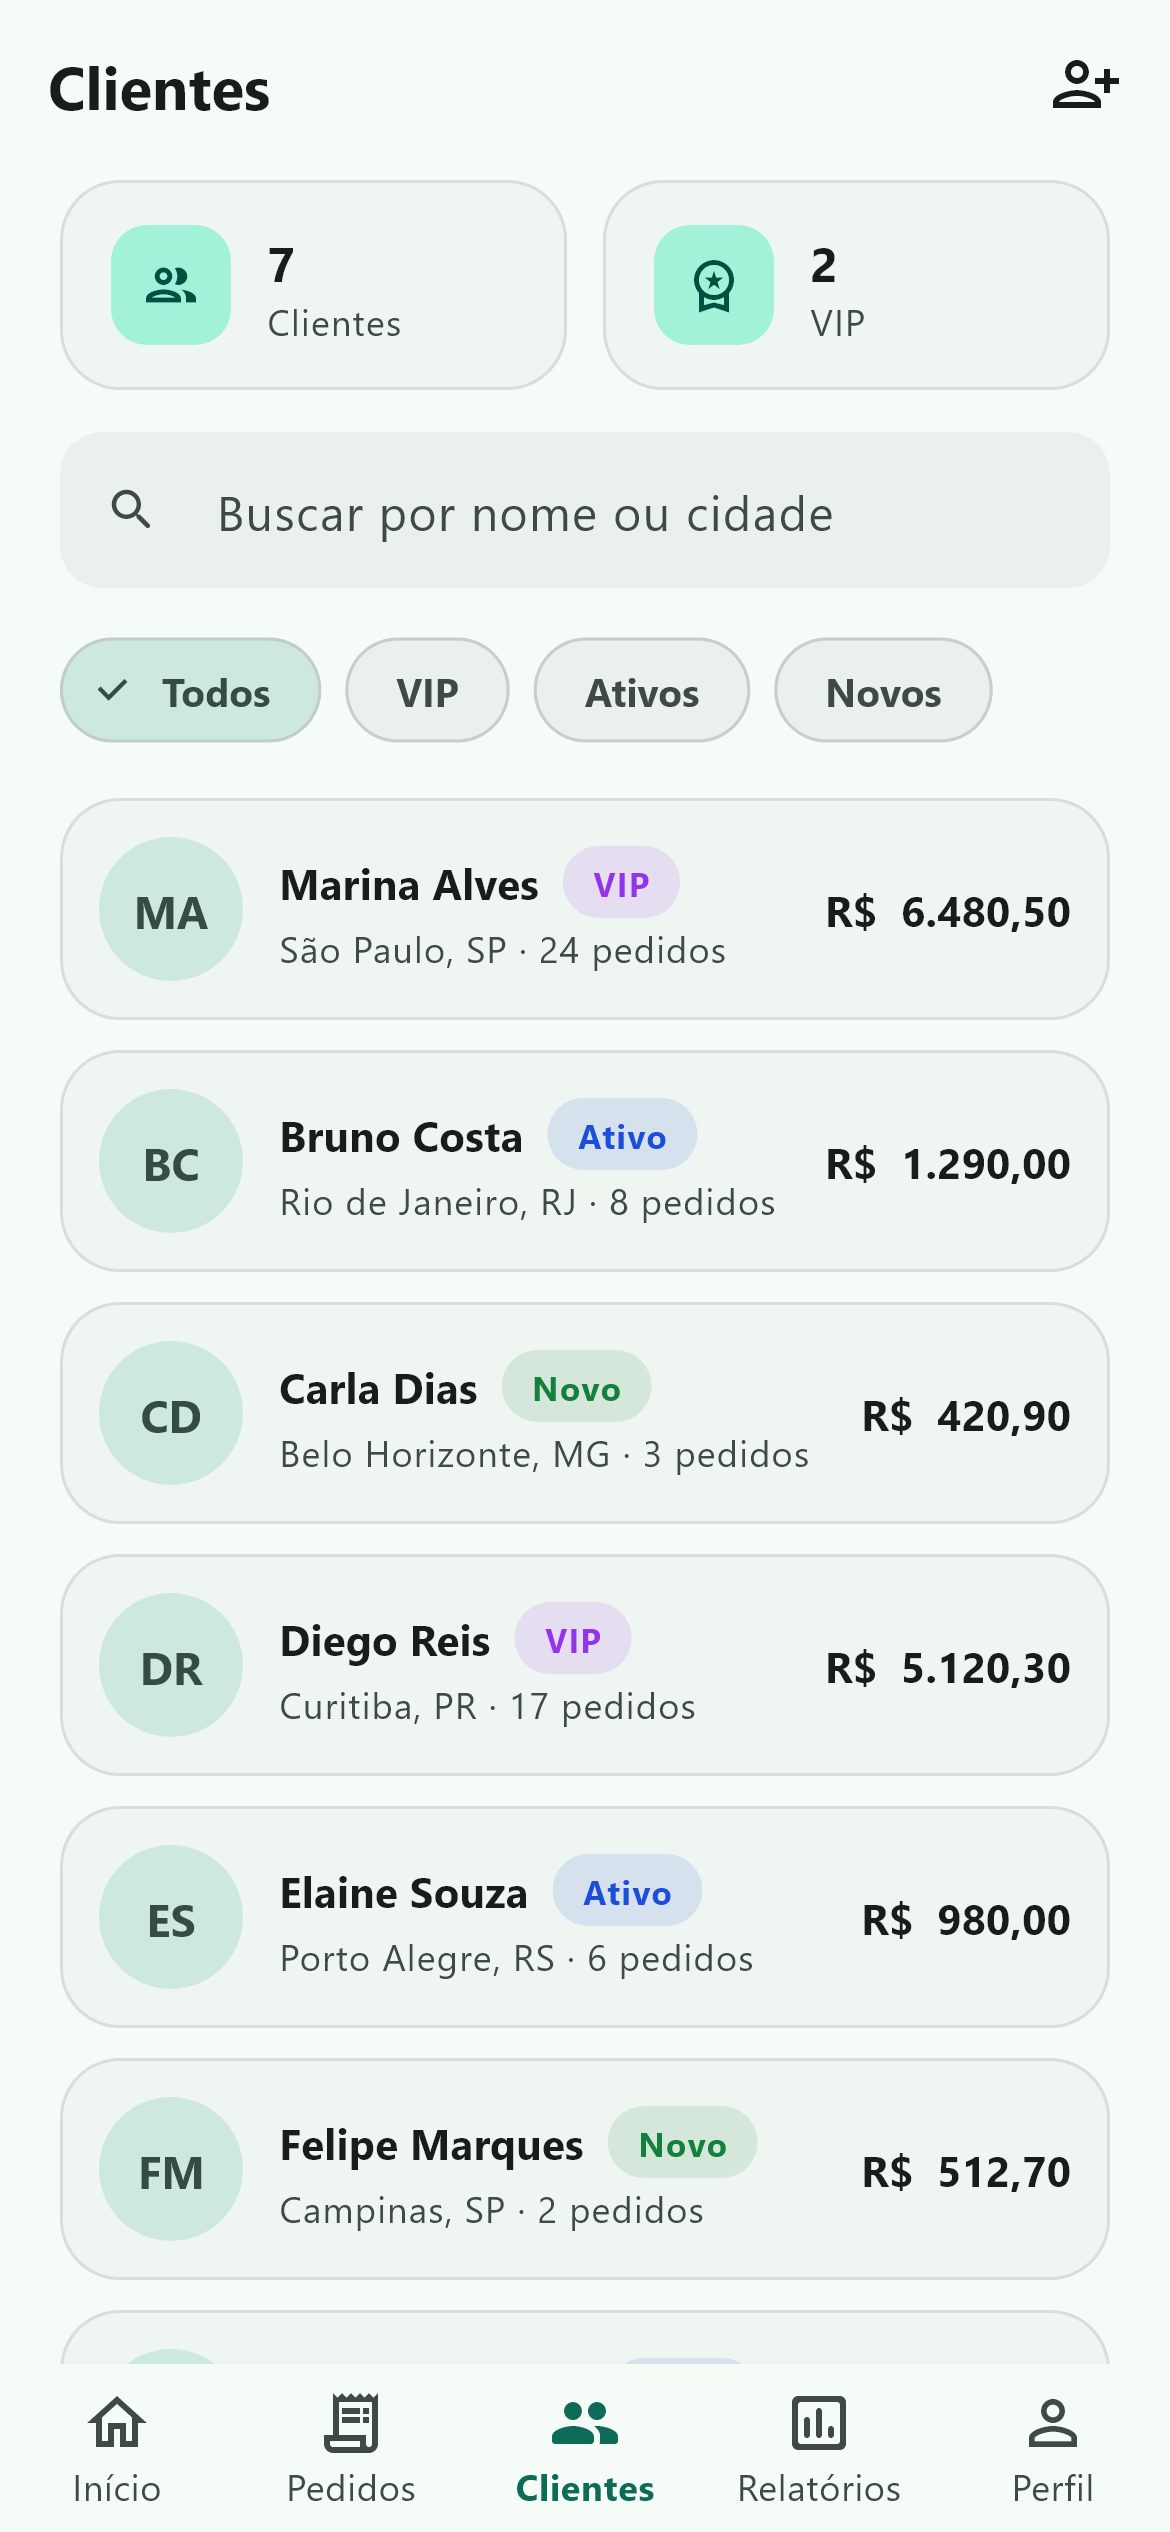 Clientes
7
Clientes
2
VIP
Buscar por nome ou cidade
Todos
VIP
Ativos
Novos
MA
Marina Alves
VIP
São Paulo, SP · 24 pedidos
R$ 6.480,50
BC
Bruno Costa
Ativo
Rio de Janeiro, RJ · 8 pedidos
R$ 1.290,00
CD
Carla Dias
Novo
Belo Horizonte, MG · 3 pedidos
R$ 420,90
DR
Diego Reis
VIP
Curitiba, PR · 17 pedidos
R$ 5.120,30
ES
Elaine Souza
Ativo
Porto Alegre, RS · 6 pedidos
R$ 980,00
FM
Felipe Marques
Novo
Campinas, SP · 2 pedidos
R$ 512,70
Início
Pedidos
Clientes
Relatórios
Perfil